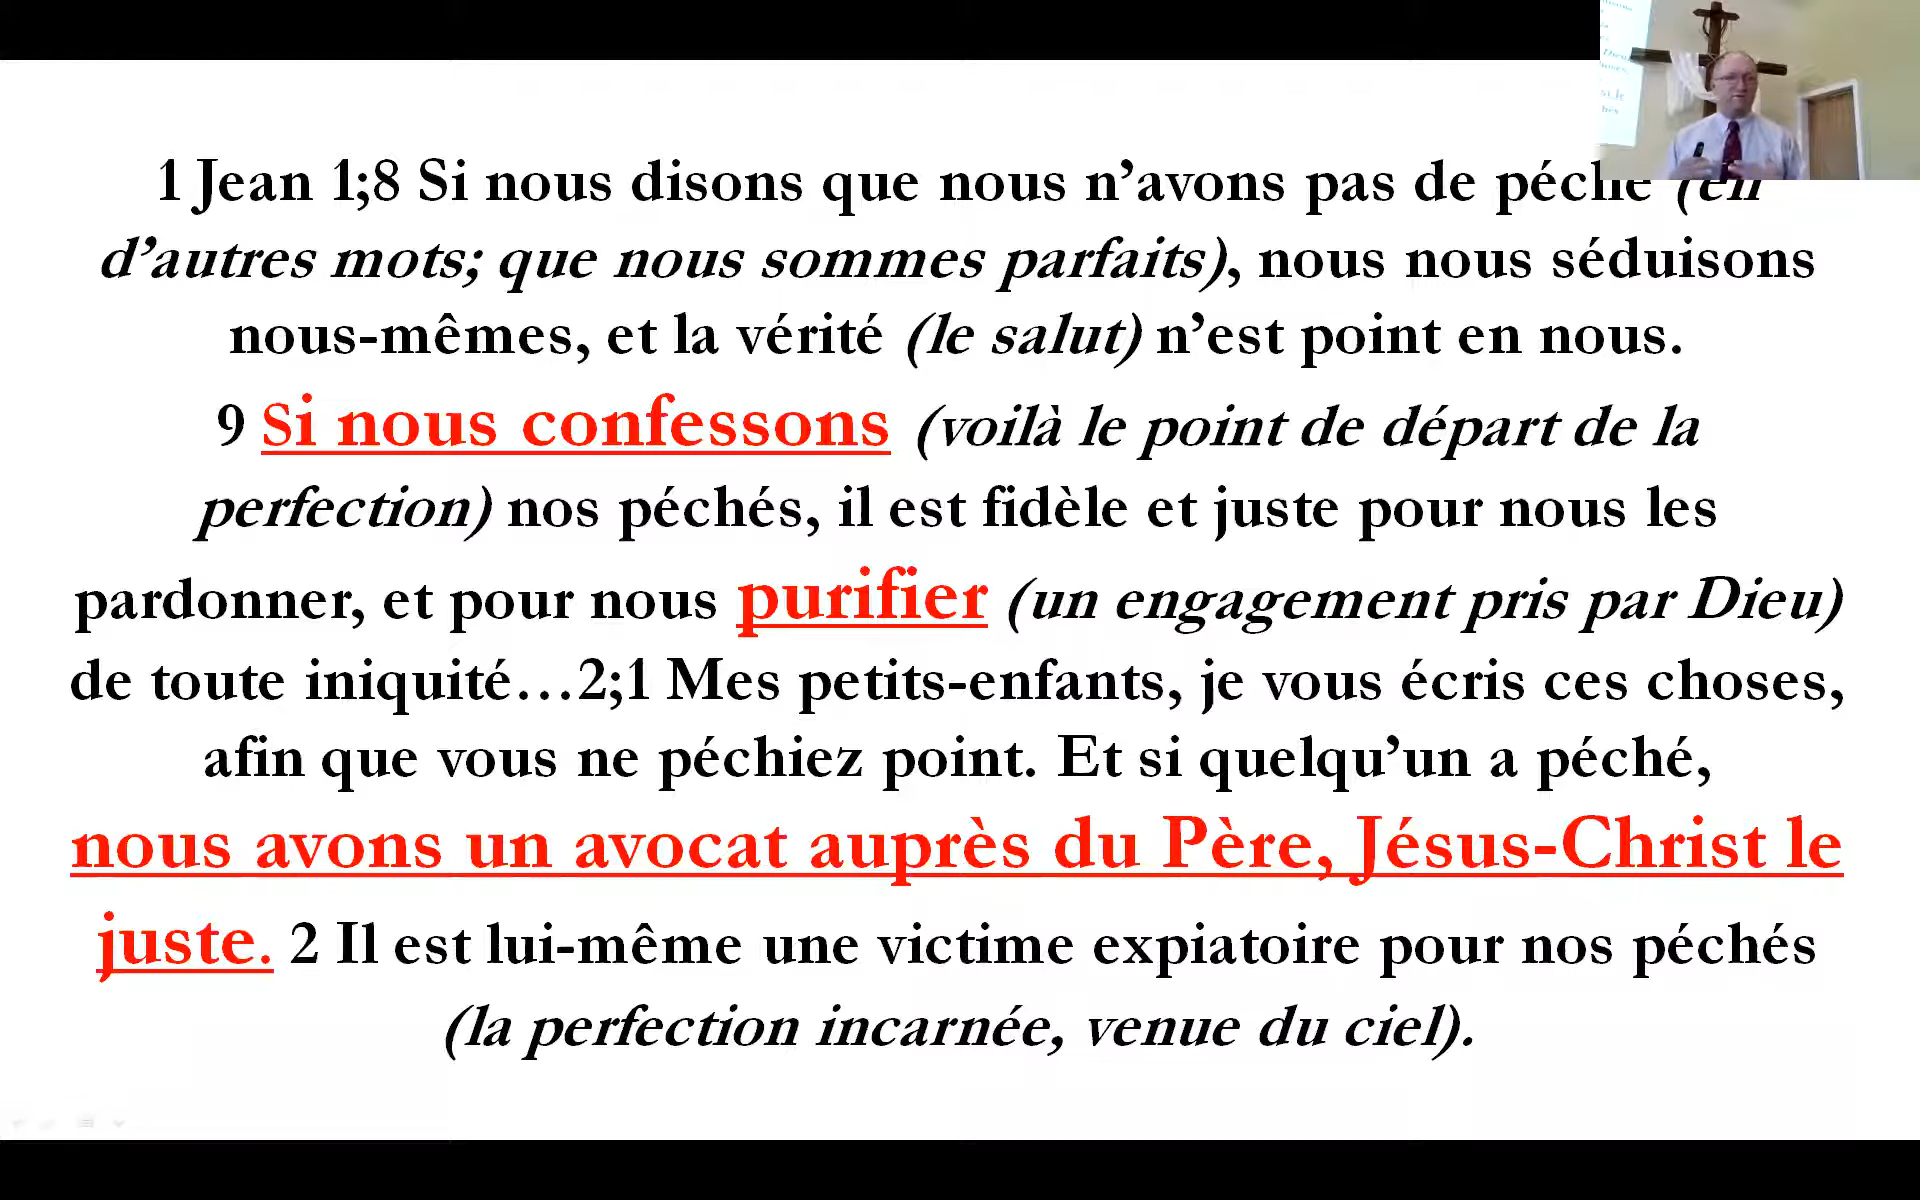 1 Jean 1;8 Si nous disons que nous n’avons pas de péché (en
d’autres mots; que nous sommes parfaits), nous nous séduisons
nous-mêmes, et la vérité (le salut) n’est point en nous.
9 Si nous confessons (voilà le point de départ de la
perfection) nos péchés, il est fidèle et juste pour nous les
pardonner, et pour nous purifier (un engagement pris par Dieu)
de toute iniquité…2;1 Mes petits-enfants, je vous écris ces choses,
afin que vous ne péchiez point. Et si quelqu’un a péché,
nous avons un avocat auprès du Père, Jésus-Christ le
juste. 2 Il est lui-même une victime expiatoire pour nos péchés
(la perfection incarnée, venue du ciel).